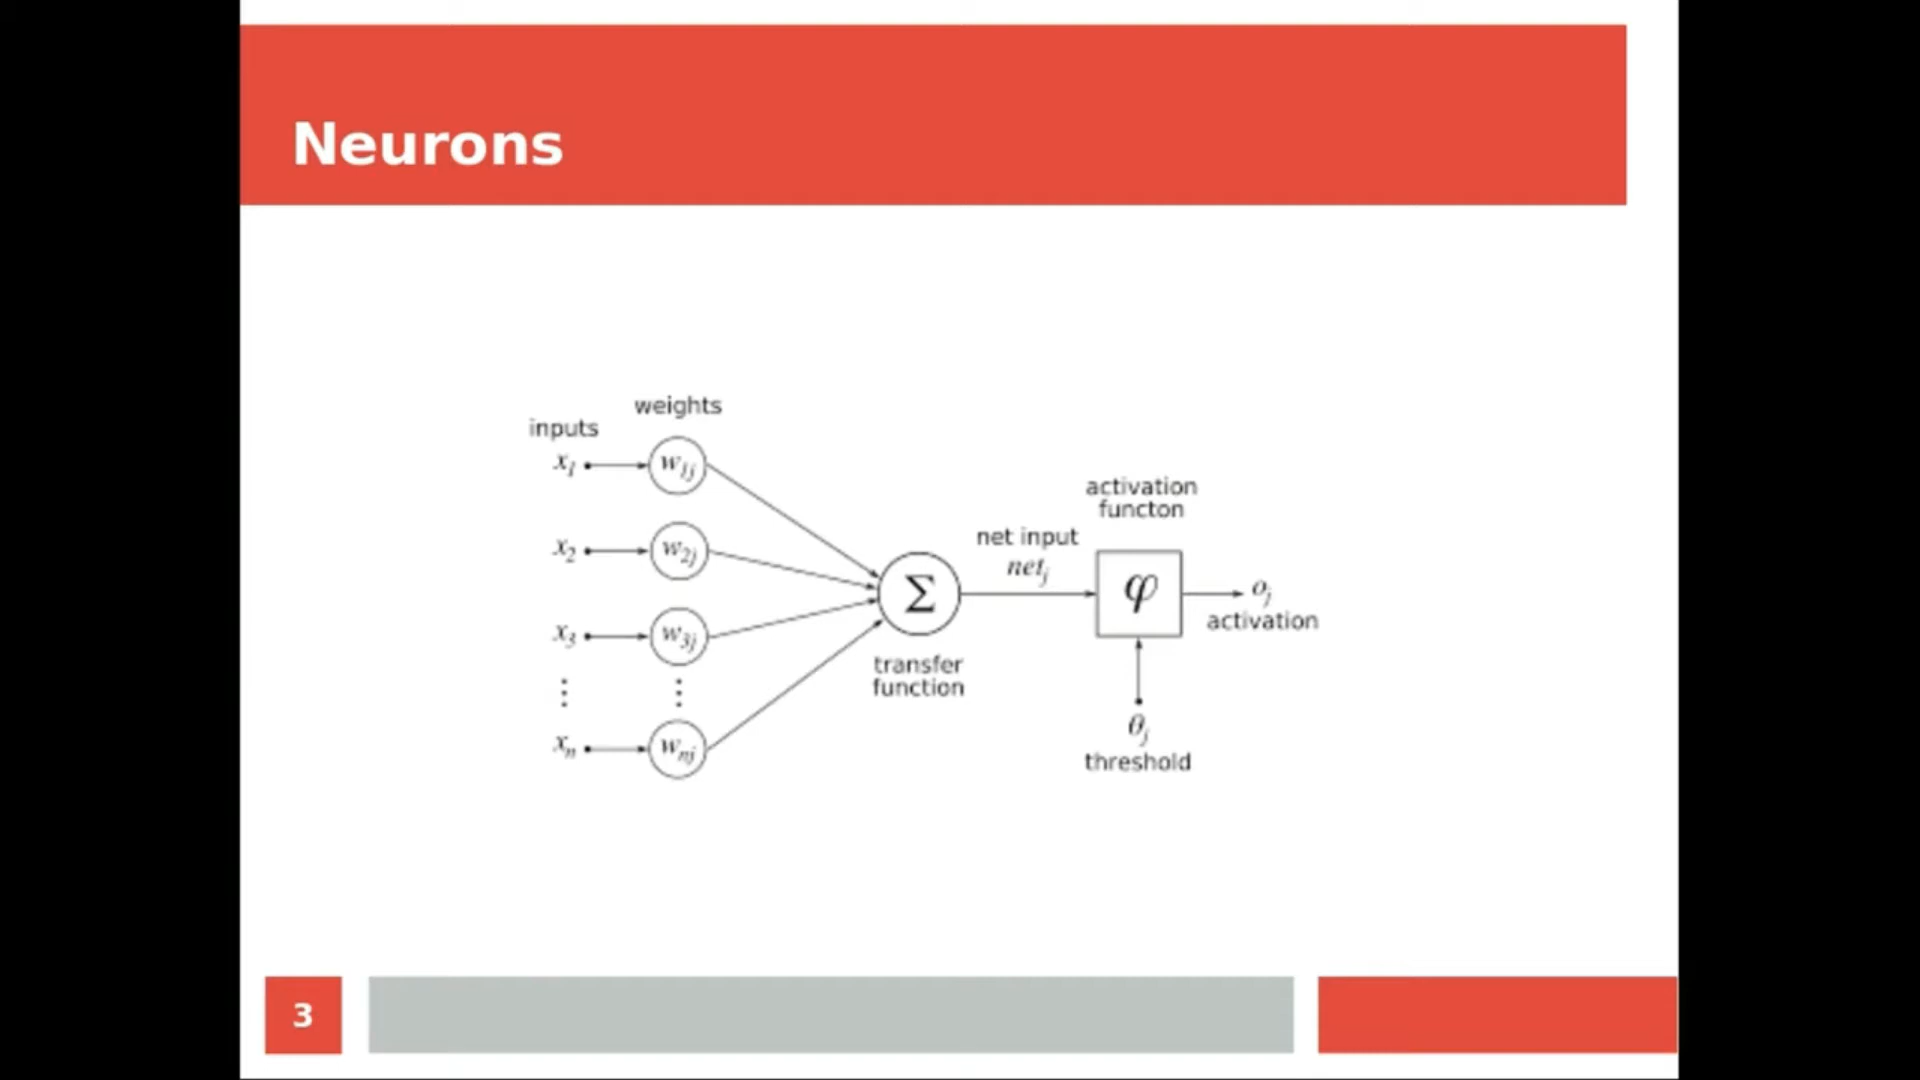 Neurons
weights
inputs
x₁
w₁ⱼ
x₂
w₂ⱼ
x₃
w₃ⱼ
⋮
⋮
xₙ
wₙⱼ
Σ
transfer
function
net input
netⱼ
activation
functon
φ
oⱼ
activation
θⱼ
threshold
3